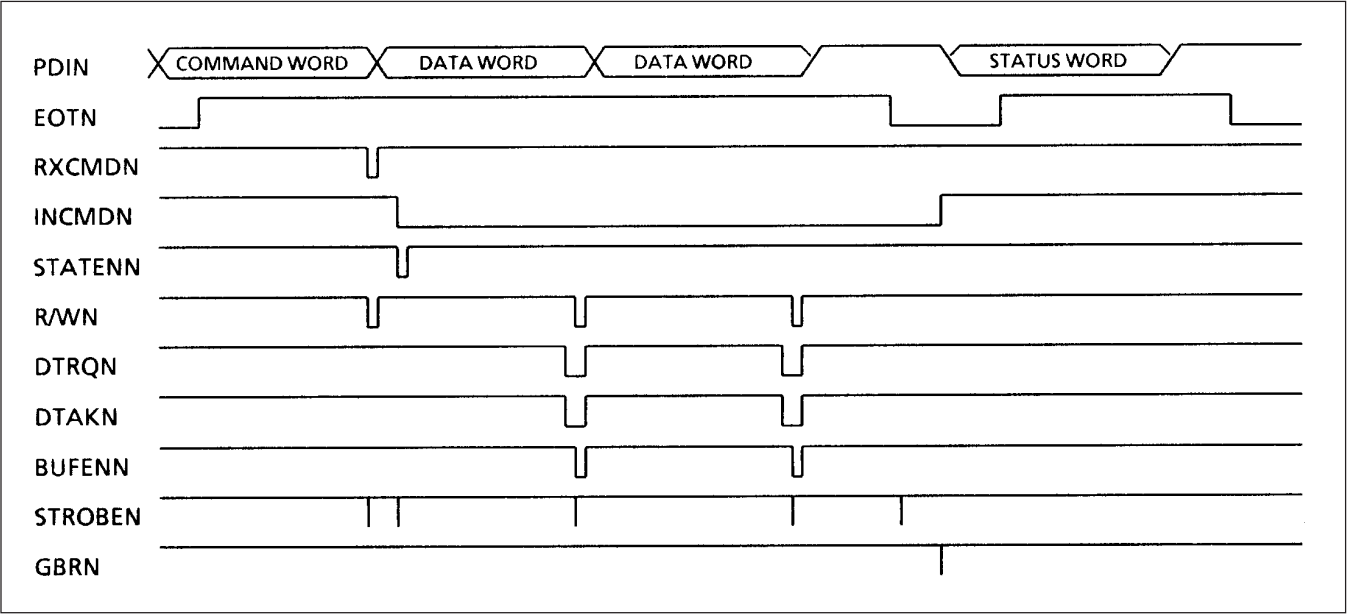 PDIN COMMAND WORD DATA WORD DATA WORD STATUS WORD
EOTN
RXCMDN
INCMDN
STATENN
R/WN
DTRQN
DTAKN
BUFENN
STROBEN
GBRN